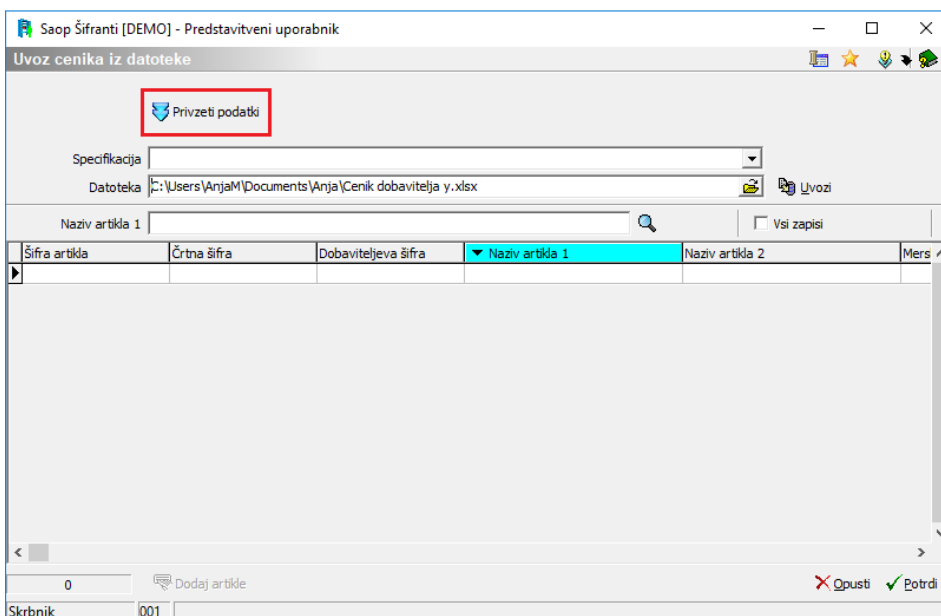 Saop Šifranti [DEMO] - Predstavitveni uporabnik
Uvoz cenika iz datoteke
Privzeti podatki
Specifikacija
Datoteka C:\Users\AnjaM\Documents\Anja\Cenik dobavitelja y.xlsx Uvozi
Naziv artikla 1 Vsi zapisi
Šifra artikla Črtna šifra Dobaviteljeva šifra Naziv artikla 1 Naziv artikla 2 Mers
0 Dodaj artikle Opusti Potrdi
Skrbnik 001